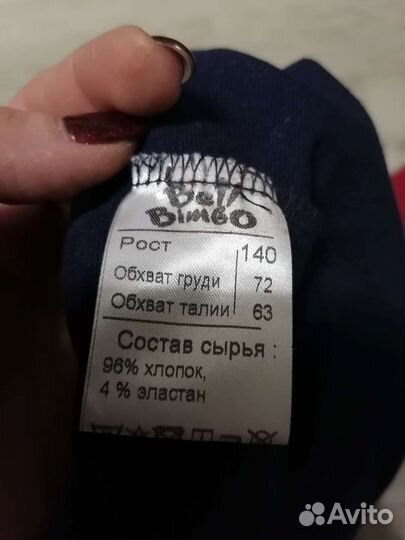 Bell
Bimbo
Рост 140
Обхват груди 72
Обхват талии 63
Состав сырья :
96% хлопок,
4 % эластан
Avito